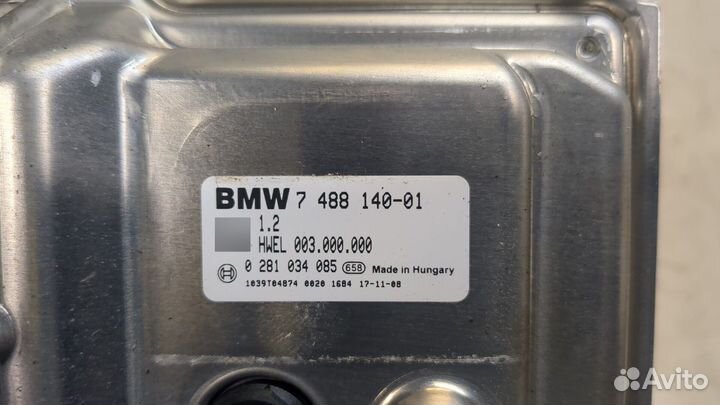 BMW 7 488 140-01
1.2
HWEL 003.000.000
0 281 034 085 658 Made in Hungary
1039T04874 0020 1684 17-11-08
Avito